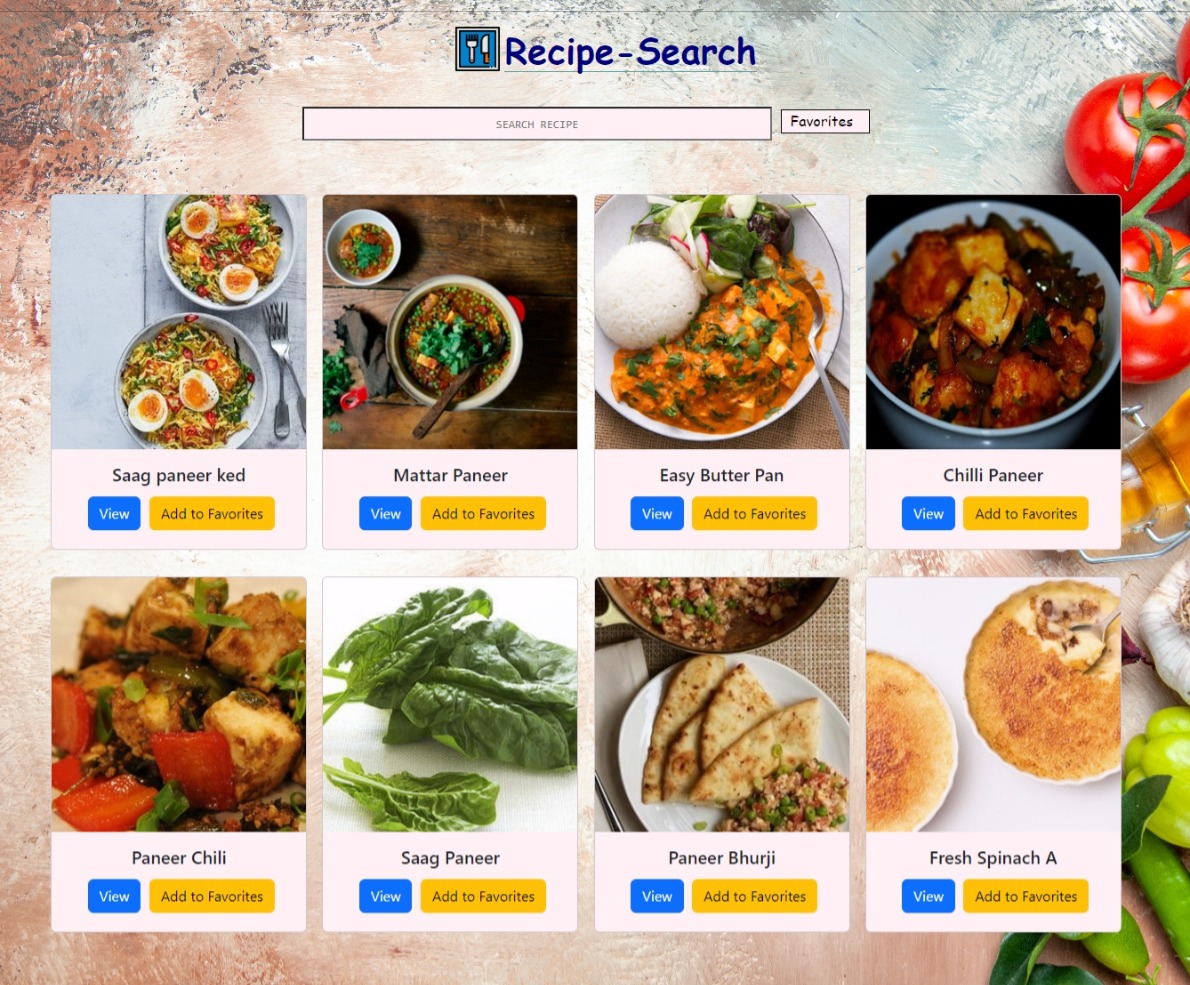 Recipe-Search
SEARCH RECIPE
Favorites
Saag paneer ked
Mattar Paneer
Easy Butter Pan
Chilli Paneer
View Add to Favorites
View Add to Favorites
View Add to Favorites
View Add to Favorites
Paneer Chili
Saag Paneer
Paneer Bhurji
Fresh Spinach A
View Add to Favorites
View Add to Favorites
View Add to Favorites
View Add to Favorites